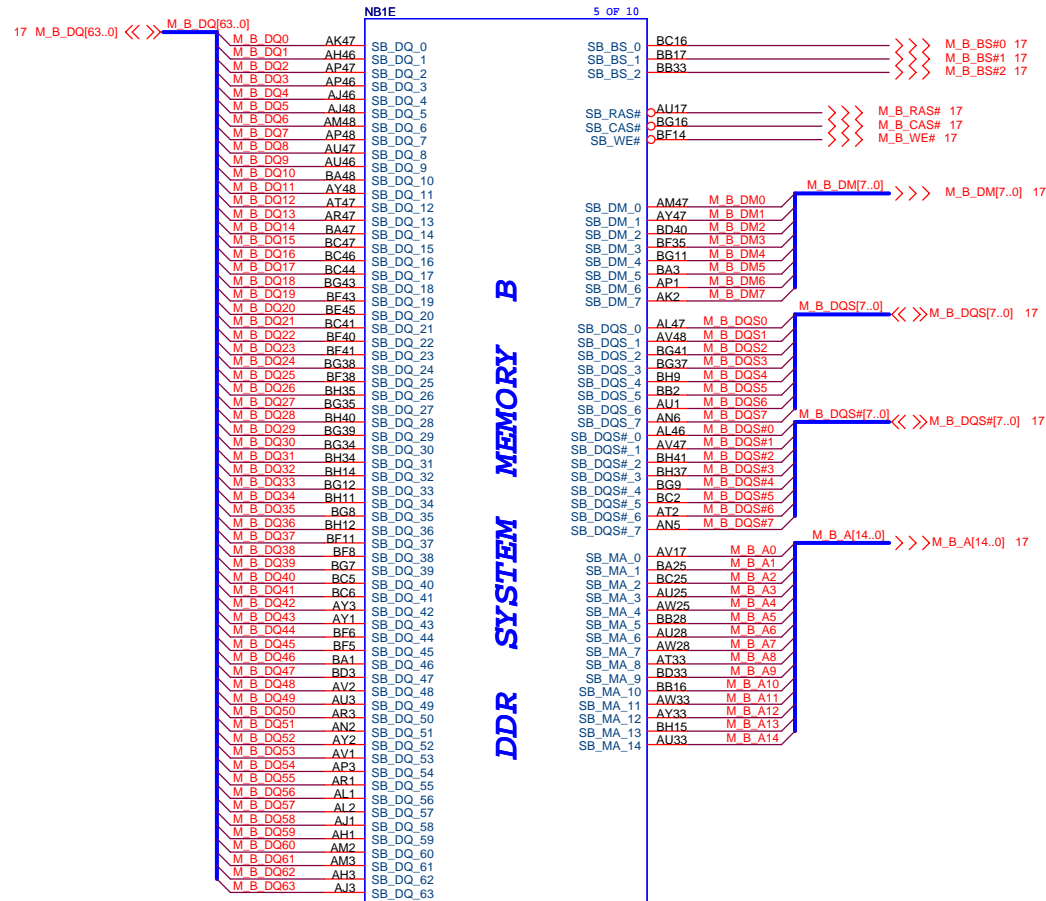 NB1E 5 OF 10
17 M_B_DQ[63..0] M_B_DQ[63..0]
M_B_DQ0 AK47 SB_DQ_0
M_B_DQ1 AH46 SB_DQ_1
M_B_DQ2 AP47 SB_DQ_2
M_B_DQ3 AP46 SB_DQ_3
M_B_DQ4 AJ46 SB_DQ_4
M_B_DQ5 AJ48 SB_DQ_5
M_B_DQ6 AM48 SB_DQ_6
M_B_DQ7 AP48 SB_DQ_7
M_B_DQ8 AU47 SB_DQ_8
M_B_DQ9 AU46 SB_DQ_9
M_B_DQ10 BA48 SB_DQ_10
M_B_DQ11 AY48 SB_DQ_11
M_B_DQ12 AT47 SB_DQ_12
M_B_DQ13 AR47 SB_DQ_13
M_B_DQ14 BA47 SB_DQ_14
M_B_DQ15 BC47 SB_DQ_15
M_B_DQ16 BC46 SB_DQ_16
M_B_DQ17 BC44 SB_DQ_17
M_B_DQ18 BG43 SB_DQ_18
M_B_DQ19 BF43 SB_DQ_19
M_B_DQ20 BE45 SB_DQ_20
M_B_DQ21 BC41 SB_DQ_21
M_B_DQ22 BF40 SB_DQ_22
M_B_DQ23 BF41 SB_DQ_23
M_B_DQ24 BG38 SB_DQ_24
M_B_DQ25 BF38 SB_DQ_25
M_B_DQ26 BH35 SB_DQ_26
M_B_DQ27 BG35 SB_DQ_27
M_B_DQ28 BH40 SB_DQ_28
M_B_DQ29 BG39 SB_DQ_29
M_B_DQ30 BG34 SB_DQ_30
M_B_DQ31 BH34 SB_DQ_31
M_B_DQ32 BH14 SB_DQ_32
M_B_DQ33 BG12 SB_DQ_33
M_B_DQ34 BH11 SB_DQ_34
M_B_DQ35 BG8 SB_DQ_35
M_B_DQ36 BH12 SB_DQ_36
M_B_DQ37 BF11 SB_DQ_37
M_B_DQ38 BF8 SB_DQ_38
M_B_DQ39 BG7 SB_DQ_39
M_B_DQ40 BC5 SB_DQ_40
M_B_DQ41 BC6 SB_DQ_41
M_B_DQ42 AY3 SB_DQ_42
M_B_DQ43 AY1 SB_DQ_43
M_B_DQ44 BF6 SB_DQ_44
M_B_DQ45 BF5 SB_DQ_45
M_B_DQ46 BA1 SB_DQ_46
M_B_DQ47 BD3 SB_DQ_47
M_B_DQ48 AV2 SB_DQ_48
M_B_DQ49 AU3 SB_DQ_49
M_B_DQ50 AR3 SB_DQ_50
M_B_DQ51 AN2 SB_DQ_51
M_B_DQ52 AY2 SB_DQ_52
M_B_DQ53 AV1 SB_DQ_53
M_B_DQ54 AP3 SB_DQ_54
M_B_DQ55 AR1 SB_DQ_55
M_B_DQ56 AL1 SB_DQ_56
M_B_DQ57 AL2 SB_DQ_57
M_B_DQ58 AJ1 SB_DQ_58
M_B_DQ59 AH1 SB_DQ_59
M_B_DQ60 AM2 SB_DQ_60
M_B_DQ61 AM3 SB_DQ_61
M_B_DQ62 AH3 SB_DQ_62
M_B_DQ63 AJ3 SB_DQ_63
DDR SYSTEM MEMORY B
SB_BS_0 BC16 M_B_BS#0 17
SB_BS_1 BB17 M_B_BS#1 17
SB_BS_2 BB33 M_B_BS#2 17
SB_RAS# AU17 M_B_RAS# 17
SB_CAS# BG16 M_B_CAS# 17
SB_WE# BF14 M_B_WE# 17
M_B_DM[7..0] M_B_DM[7..0] 17
SB_DM_0 AM47 M_B_DM0
SB_DM_1 AY47 M_B_DM1
SB_DM_2 BD40 M_B_DM2
SB_DM_3 BF35 M_B_DM3
SB_DM_4 BG11 M_B_DM4
SB_DM_5 BA3 M_B_DM5
SB_DM_6 AP1 M_B_DM6
SB_DM_7 AK2 M_B_DM7
M_B_DQS[7..0] M_B_DQS[7..0] 17
SB_DQS_0 AL47 M_B_DQS0
SB_DQS_1 AV48 M_B_DQS1
SB_DQS_2 BG41 M_B_DQS2
SB_DQS_3 BG37 M_B_DQS3
SB_DQS_4 BH9 M_B_DQS4
SB_DQS_5 BB2 M_B_DQS5
SB_DQS_6 AU1 M_B_DQS6
SB_DQS_7 AN6 M_B_DQS7
M_B_DQS#[7..0] M_B_DQS#[7..0] 17
SB_DQS#_0 AL46 M_B_DQS#0
SB_DQS#_1 AV47 M_B_DQS#1
SB_DQS#_2 BH41 M_B_DQS#2
SB_DQS#_3 BH37 M_B_DQS#3
SB_DQS#_4 BG9 M_B_DQS#4
SB_DQS#_5 BC2 M_B_DQS#5
SB_DQS#_6 AT2 M_B_DQS#6
SB_DQS#_7 AN5 M_B_DQS#7
M_B_A[14..0] M_B_A[14..0] 17
SB_MA_0 AV17 M_B_A0
SB_MA_1 BA25 M_B_A1
SB_MA_2 BC25 M_B_A2
SB_MA_3 AU25 M_B_A3
SB_MA_4 AW25 M_B_A4
SB_MA_5 BB28 M_B_A5
SB_MA_6 AU28 M_B_A6
SB_MA_7 AW28 M_B_A7
SB_MA_8 AT33 M_B_A8
SB_MA_9 BD33 M_B_A9
SB_MA_10 BB16 M_B_A10
SB_MA_11 AW33 M_B_A11
SB_MA_12 AY33 M_B_A12
SB_MA_13 BH15 M_B_A13
SB_MA_14 AU33 M_B_A14